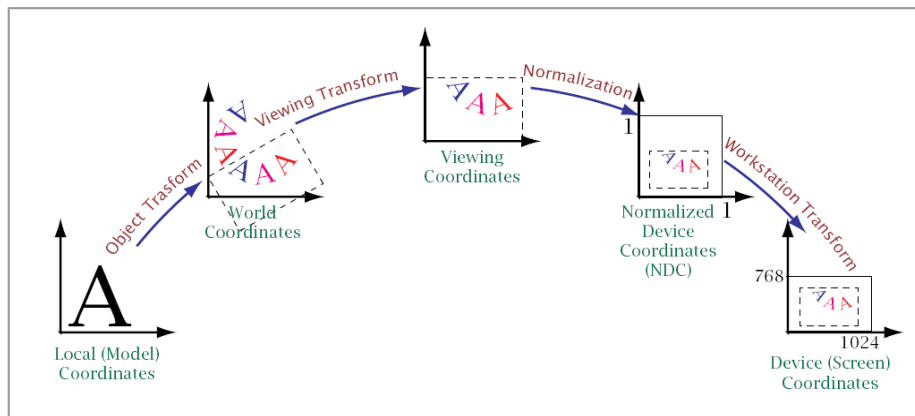 Object Trasform
A
Local (Model)
Coordinates
A
A
A
A
A
A
World
Coordinates
Viewing Transform
A
A
A
Viewing
Coordinates
Normalization
1
A
A
A
1
Normalized
Device
Coordinates
(NDC)
Workstation Transform
768
A
A
A
1024
Device (Screen)
Coordinates